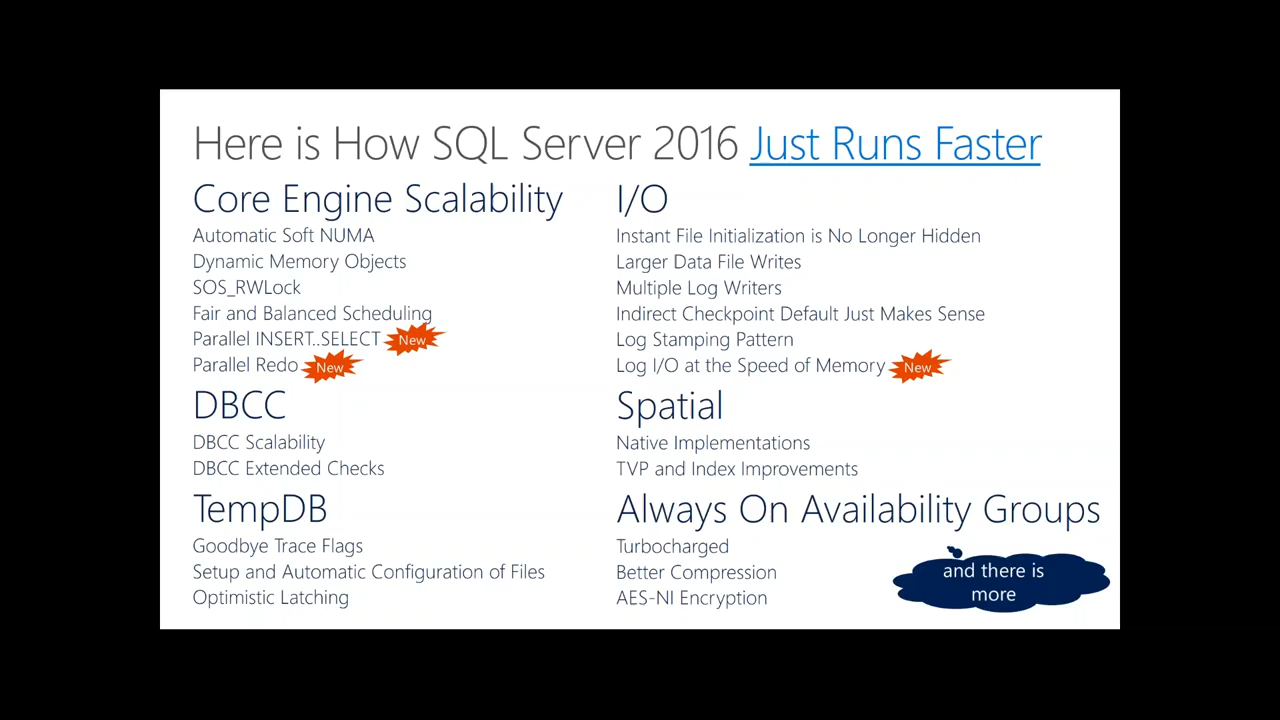 Here is How SQL Server 2016 Just Runs Faster
Core Engine Scalability
Automatic Soft NUMA
Dynamic Memory Objects
SOS_RWLock
Fair and Balanced Scheduling
Parallel INSERT..SELECT New
Parallel Redo New
DBCC
DBCC Scalability
DBCC Extended Checks
TempDB
Goodbye Trace Flags
Setup and Automatic Configuration of Files
Optimistic Latching
I/O
Instant File Initialization is No Longer Hidden
Larger Data File Writes
Multiple Log Writers
Indirect Checkpoint Default Just Makes Sense
Log Stamping Pattern
Log I/O at the Speed of Memory New
Spatial
Native Implementations
TVP and Index Improvements
Always On Availability Groups
Turbocharged
Better Compression
AES-NI Encryption
and there is
more